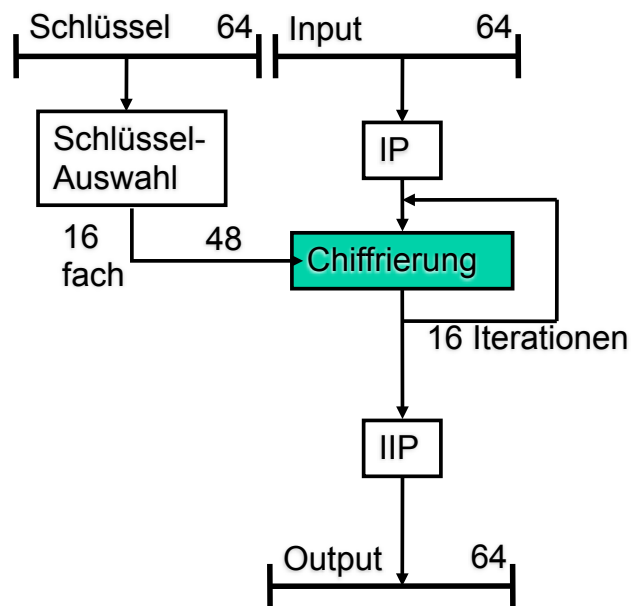 Schlüssel 64
Input 64
Schlüssel-
Auswahl
IP
16
fach
48
Chiffrierung
16 Iterationen
IIP
Output 64